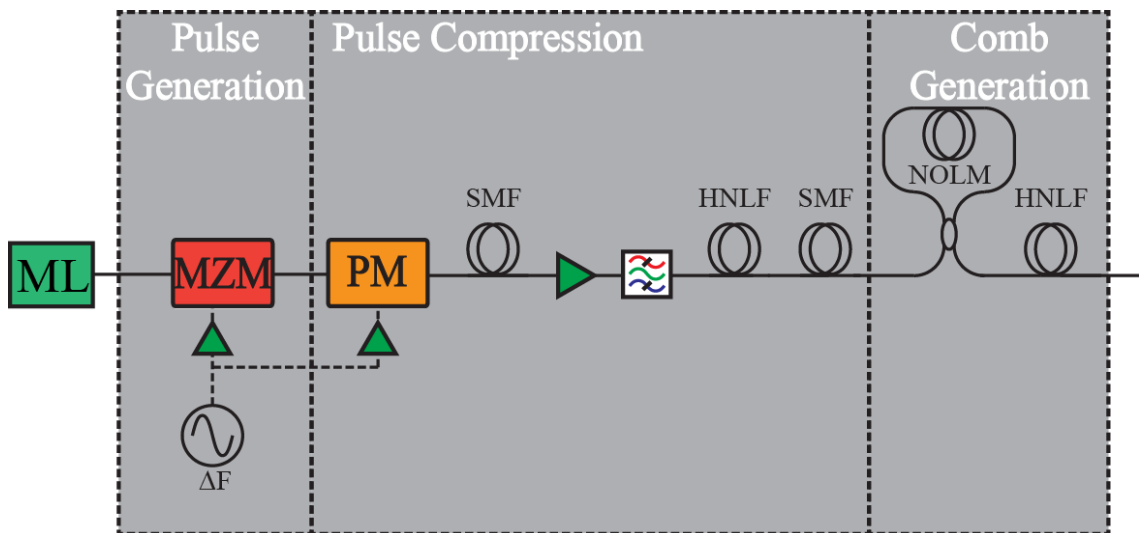 Pulse
Generation
Pulse Compression
Comb
Generation
NOLM
SMF
HNLF
SMF
HNLF
ML
MZM
PM
ΔF